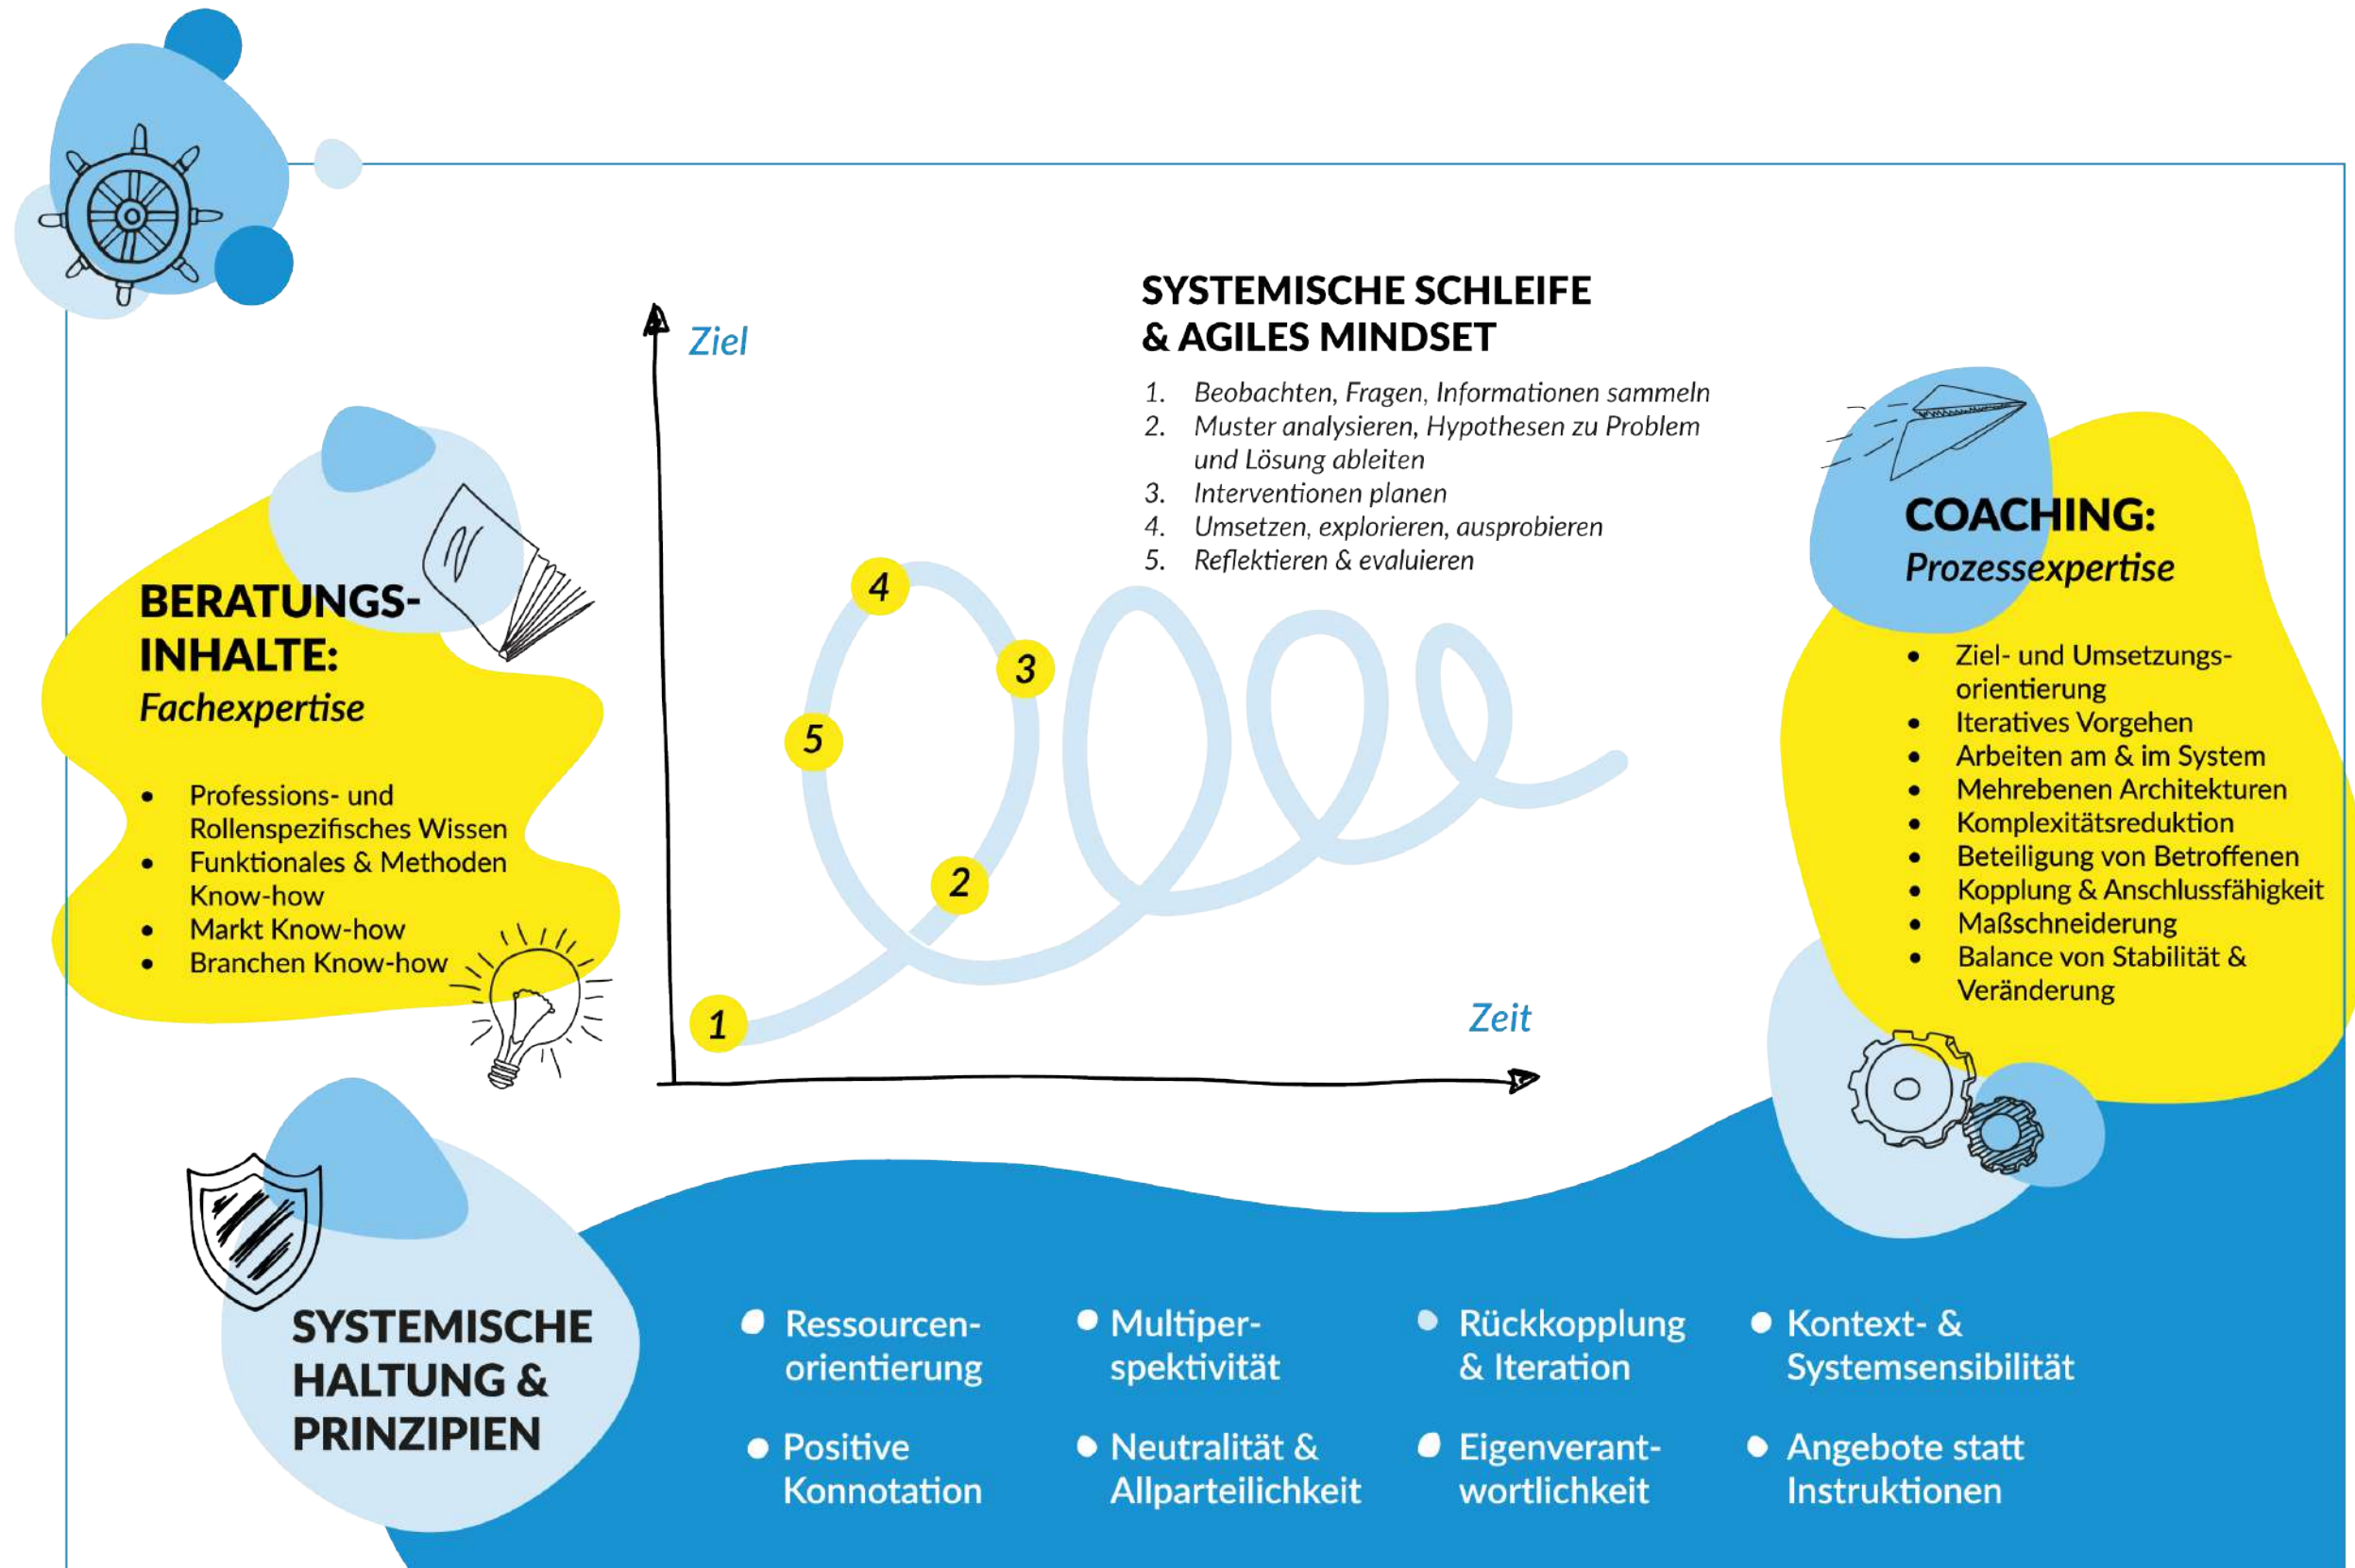 SYSTEMISCHE SCHLEIFE
& AGILES MINDSET
1. Beobachten, Fragen, Informationen sammeln
2. Muster analysieren, Hypothesen zu Problem
und Lösung ableiten
3. Interventionen planen
4. Umsetzen, explorieren, ausprobieren
5. Reflektieren & evaluieren
Ziel
4
3
5
2
1
Zeit
BERATUNGS-
INHALTE:
Fachexpertise
• Professions- und
Rollenspezifisches Wissen
• Funktionales & Methoden
Know-how
• Markt Know-how
• Branchen Know-how
COACHING:
Prozessexpertise
• Ziel- und Umsetzungs-
orientierung
• Iteratives Vorgehen
• Arbeiten am & im System
• Mehrebenen Architekturen
• Komplexitätsreduktion
• Beteiligung von Betroffenen
• Kopplung & Anschlussfähigkeit
• Maßschneiderung
• Balance von Stabilität &
Veränderung
SYSTEMISCHE
HALTUNG &
PRINZIPIEN
Ressourcen-
orientierung
Multiper-
spektivität
Rückkopplung
& Iteration
Kontext- &
Systemsensibilität
Positive
Konnotation
Neutralität &
Allparteilichkeit
Eigenverant-
wortlichkeit
Angebote statt
Instruktionen